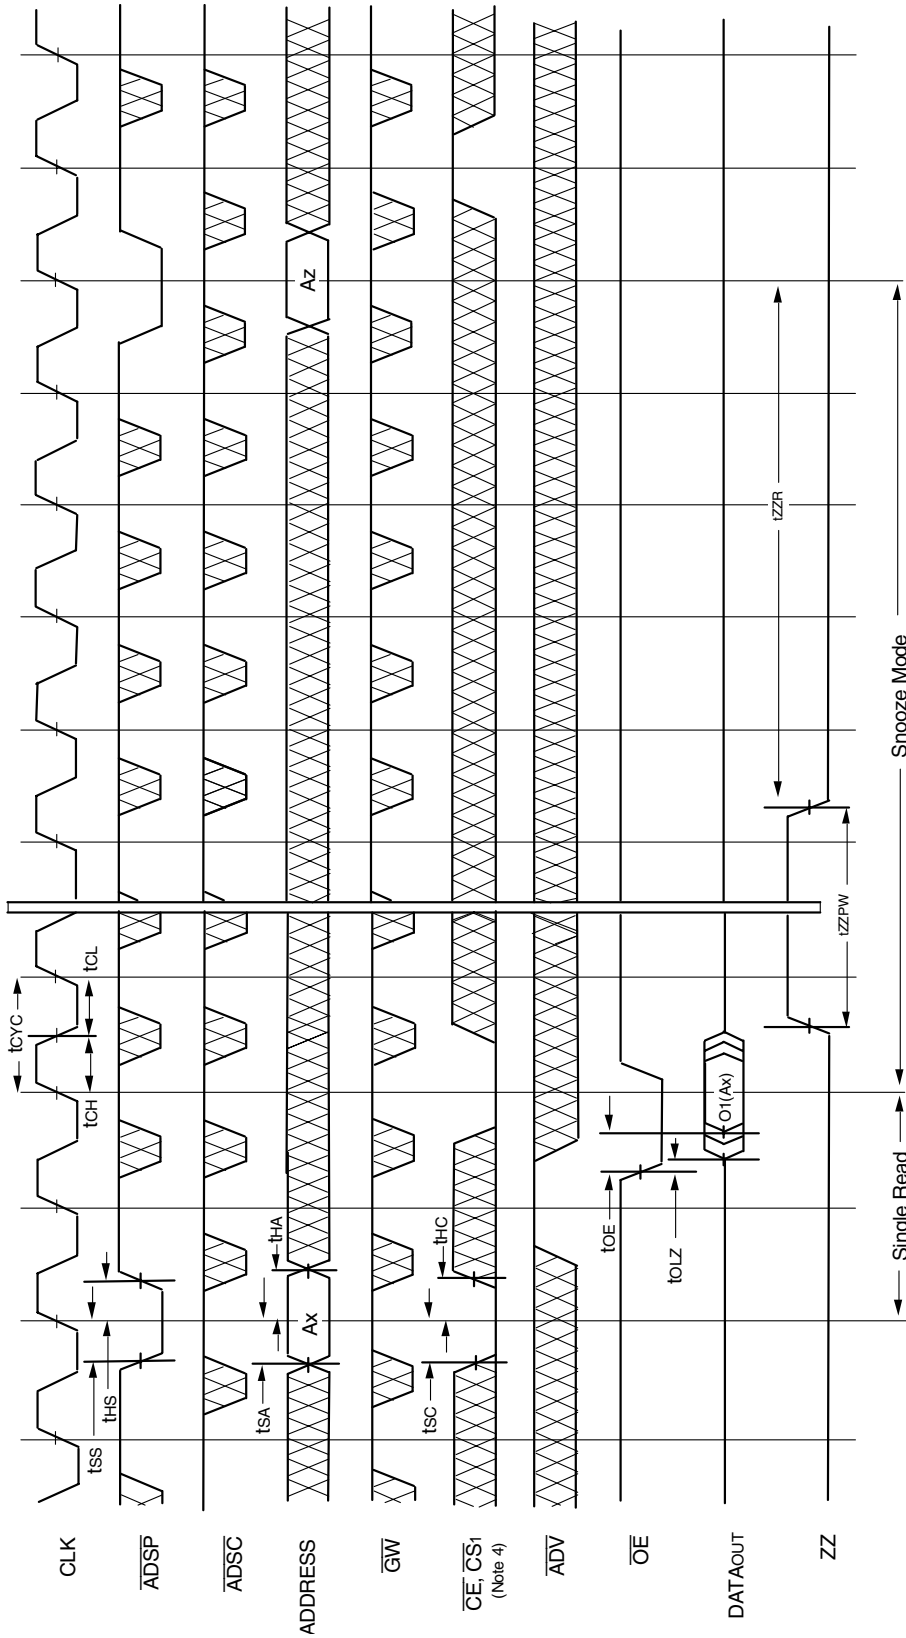 tCYC
tCH
tCL
tSS
tHS
tSA
tHA
Ax
Az
tSC
tHC
tOE
tOLZ
O1(Ax)
tZZPW
tZZR
Single Read
Snooze Mode
CLK
ADSP
ADSC
ADDRESS
GW
CE, CS1
(Note 4)
ADV
OE
DATAOUT
ZZ